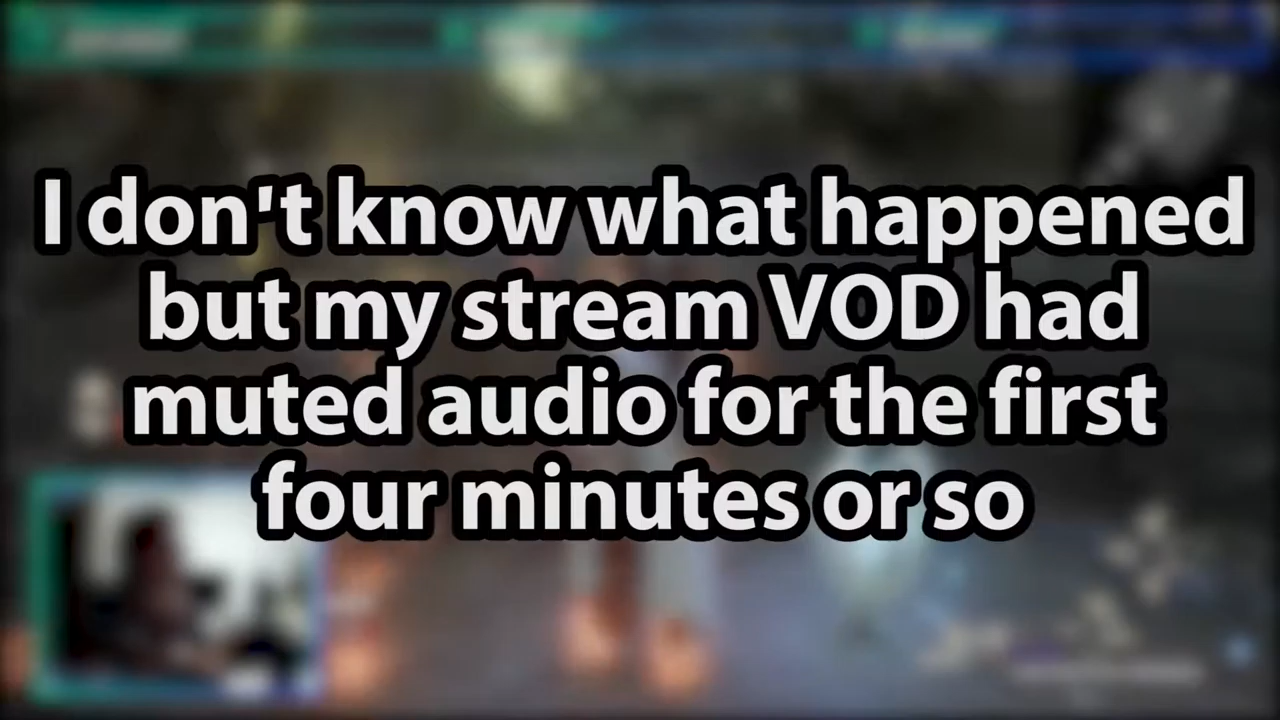 I don't know what happened
but my stream VOD had
muted audio for the first
four minutes or so